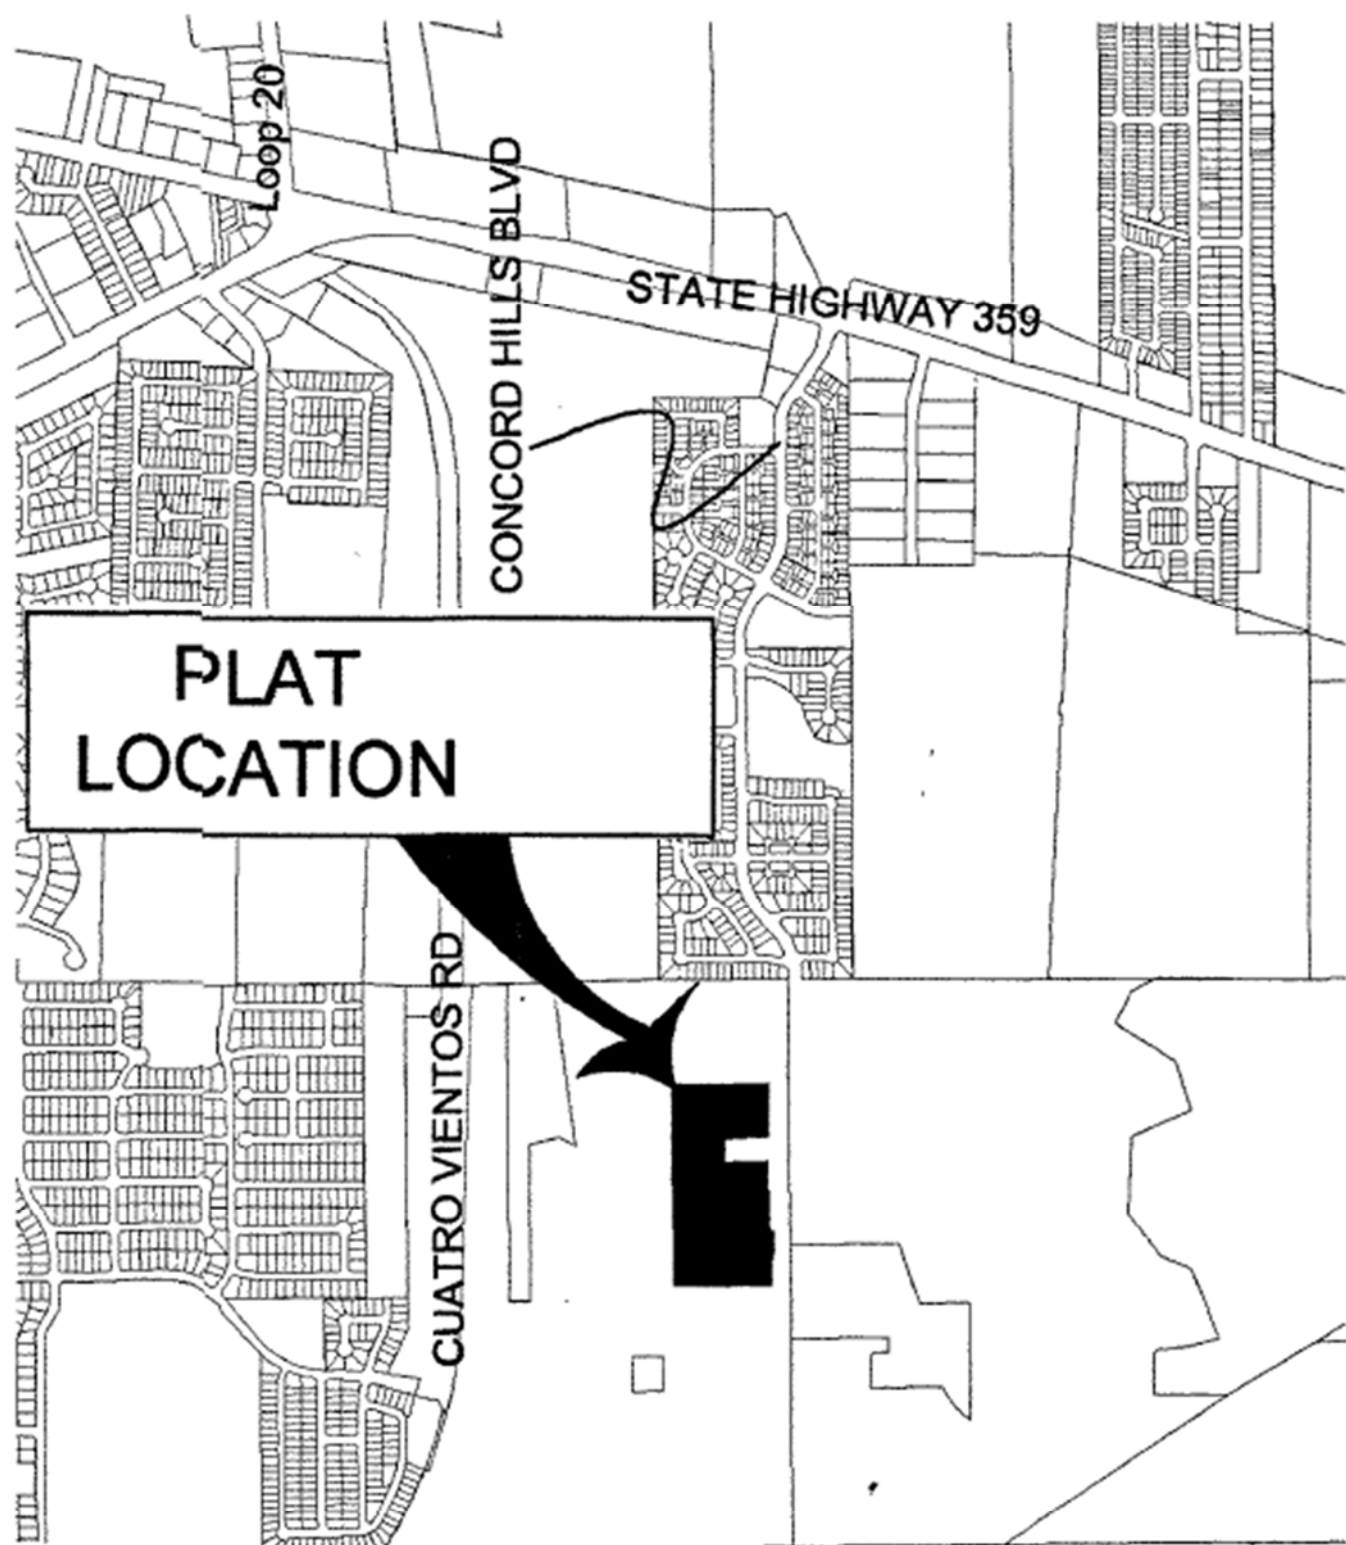 Loop 20
CONCORD HILLS BLVD
STATE HIGHWAY 359
PLAT
LOCATION
CUATRO VIENTOS RD